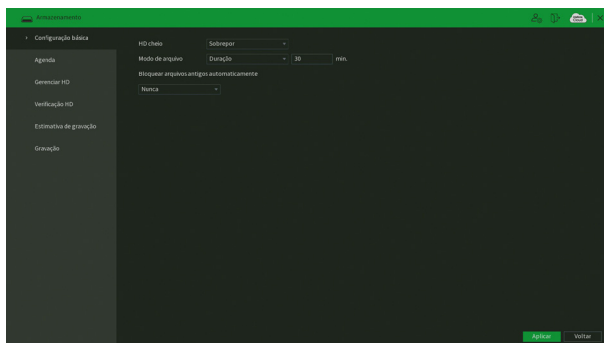 Armazenamento
Configuração básica
Agenda
Gerenciar HD
Verificação HD
Estimativa de gravação
Gravação
HD cheio Sobrepor
Modo de arquivo Duração 30 min.
Bloquear arquivos antigos automaticamente
Nunca
Aplicar Voltar